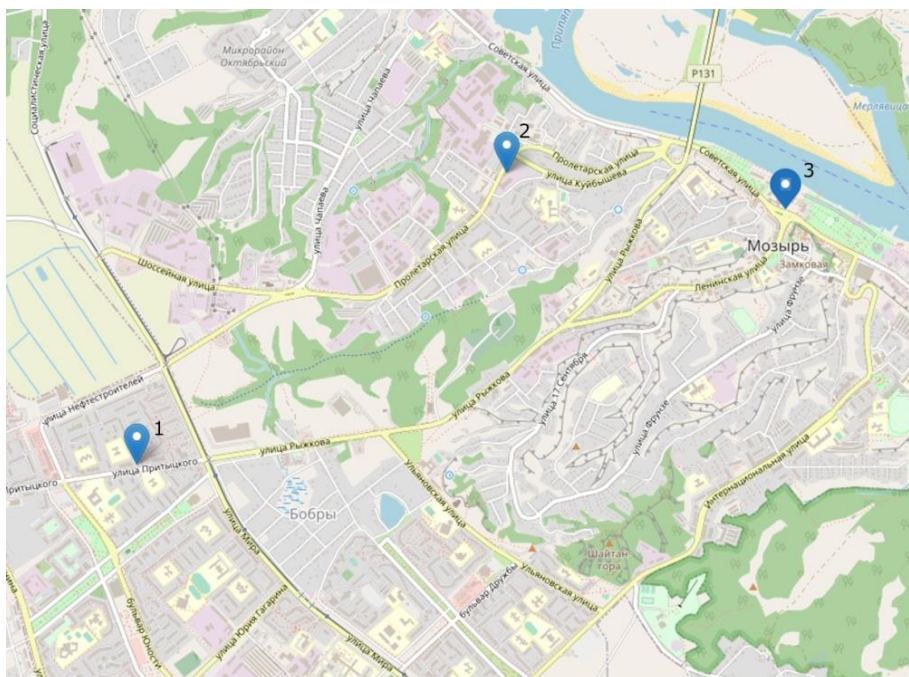 Социалистическая улица
Микрорайон
Октябрьский
улица Чапаева
Советская улица
Припять
Р131
Мерлявица
2
Пролетарская улица
улица Куйбышева
Советская улица
3
улица Чапаева
Пролетарская улица
улица Рыжкова
Мозырь
Замковая
Ленинская улица
Шоссейная улица
улица Фрунзе
улица 17 Сентября
улица Рыжкова
улица Нефтестроителей
улица Фрунзе
1
улица Рыжкова
улица Притыцкого
Притыцкого
Интернациональная улица
Ульяновская улица
Бобры
улица Мира
Шайтан
гора
Ульяновская улица
бульвар Дружбы
улица Юрия Гагарина
бульвар Юности
улица Мира